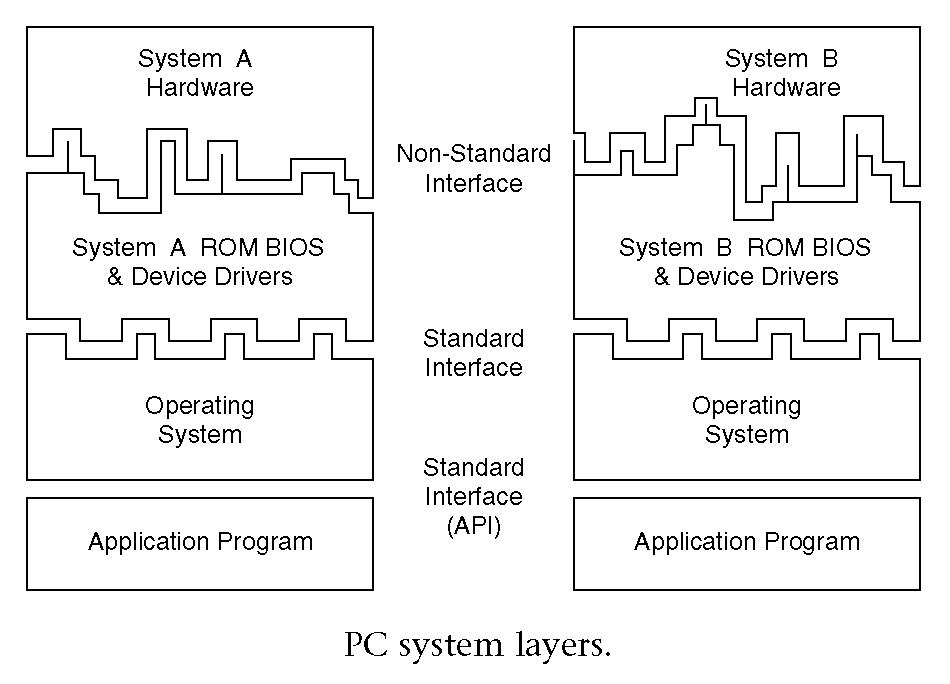 System A
Hardware
System B
Hardware
Non-Standard
Interface
System A ROM BIOS
& Device Drivers
System B ROM BIOS
& Device Drivers
Standard
Interface
Operating
System
Operating
System
Standard
Interface
(API)
Application Program
Application Program
PC system layers.